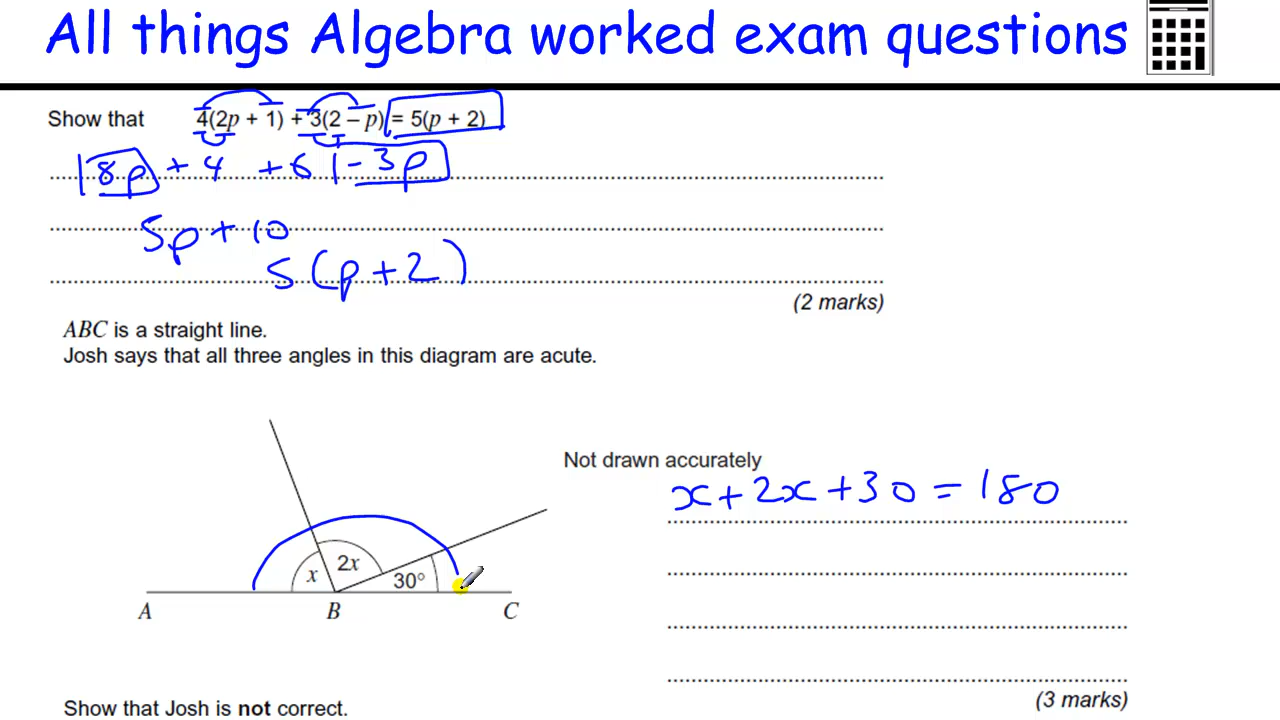 All things Algebra worked exam questions
Show that 4(2p + 1) + 3(2 – p) = 5(p + 2)
8p + 4 + 6 - 3p
5p + 10
5(p + 2)
(2 marks)
ABC is a straight line.
Josh says that all three angles in this diagram are acute.
Not drawn accurately
x + 2x + 30 = 180
x 2x 30°
A B C
(3 marks)
Show that Josh is not correct.